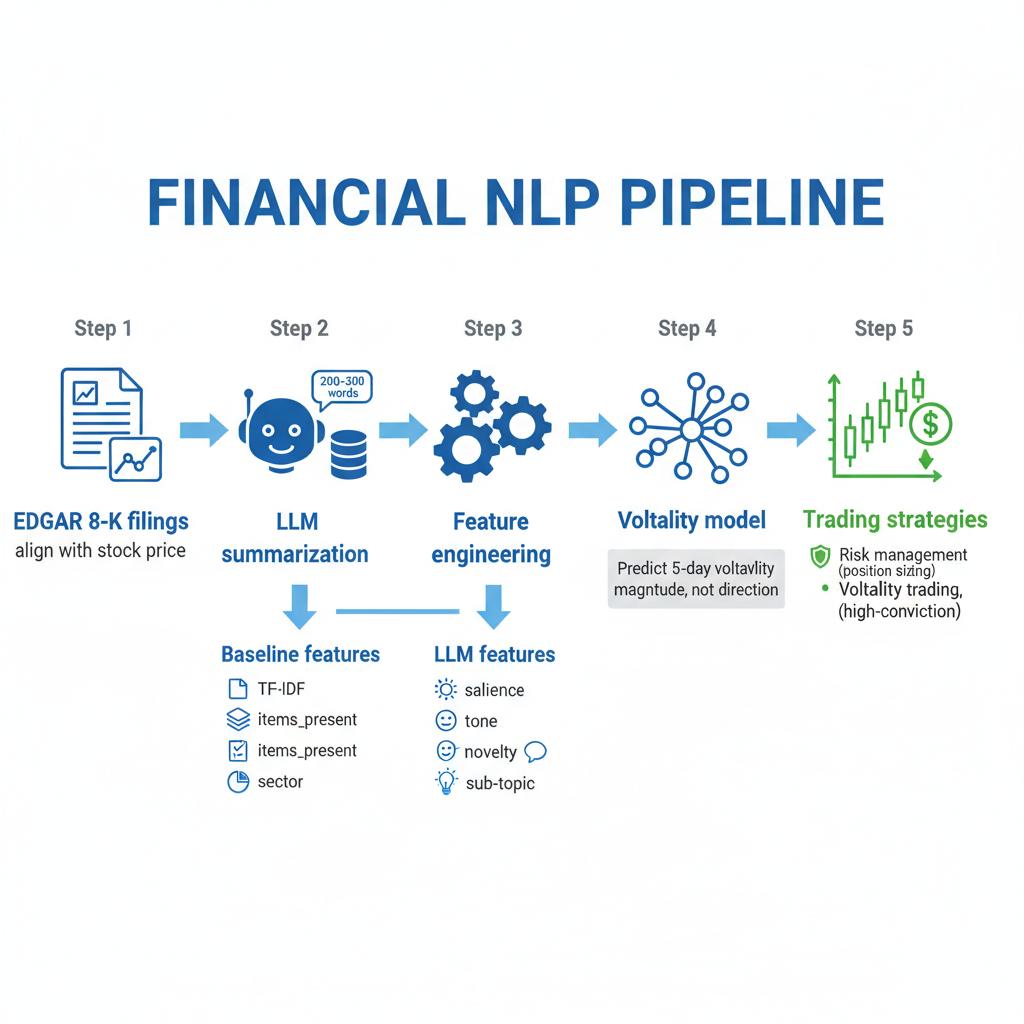 FINANCIAL NLP PIPELINE
Step 1
Step 2
Step 3
Step 4
Step 5
200-300
words
EDGAR 8-K filings
align with stock price
LLM
summarization
Feature
engineering
Voltality model
Predict 5-day voltavlity
magntude, not direction
$
Trading strategies
Risk management
(position sizing)
• Voltality trading,
(high-conviction)
Baseline features
TF-IDF
items_present
items_present
sector
LLM features
salience
tone
novelty
sub-topic